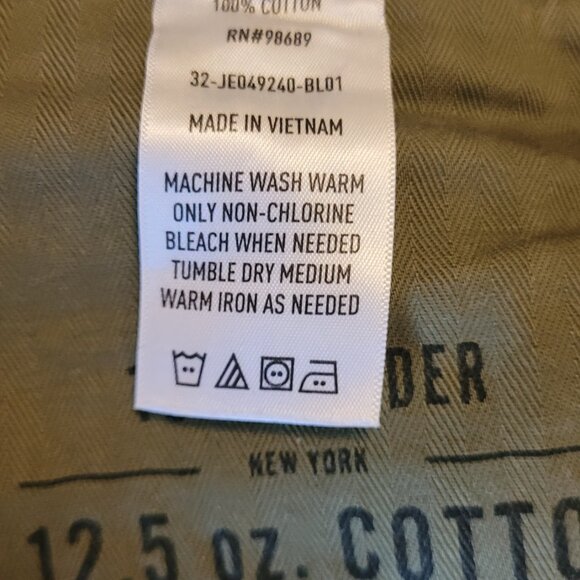 100% COTTON
RN#98689
32-JE049240-BL01
MADE IN VIETNAM
MACHINE WASH WARM
ONLY NON-CHLORINE
BLEACH WHEN NEEDED
TUMBLE DRY MEDIUM
WARM IRON AS NEEDED
DER
NEW YORK
12.5 oz. COTTO